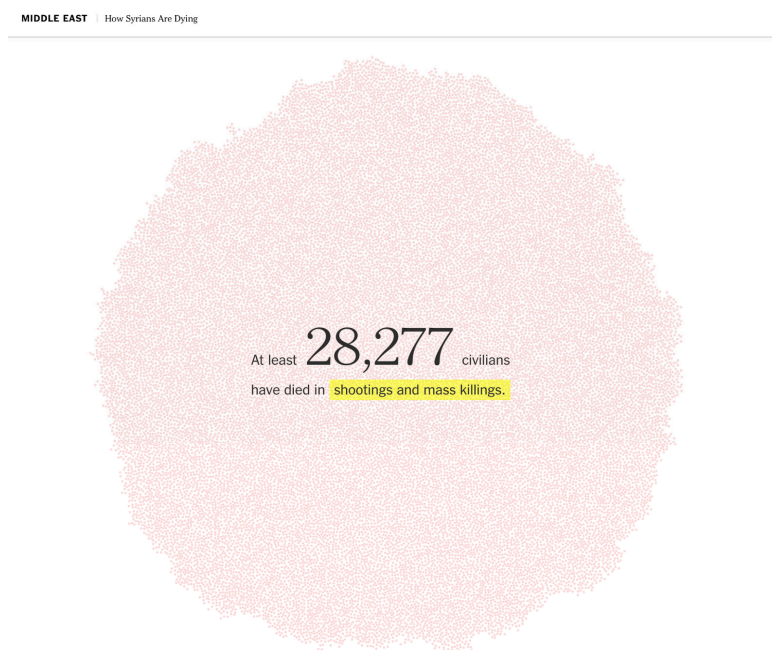 MIDDLE EAST | How Syrians Are Dying
At least 28,277 civilians
have died in shootings and mass killings.